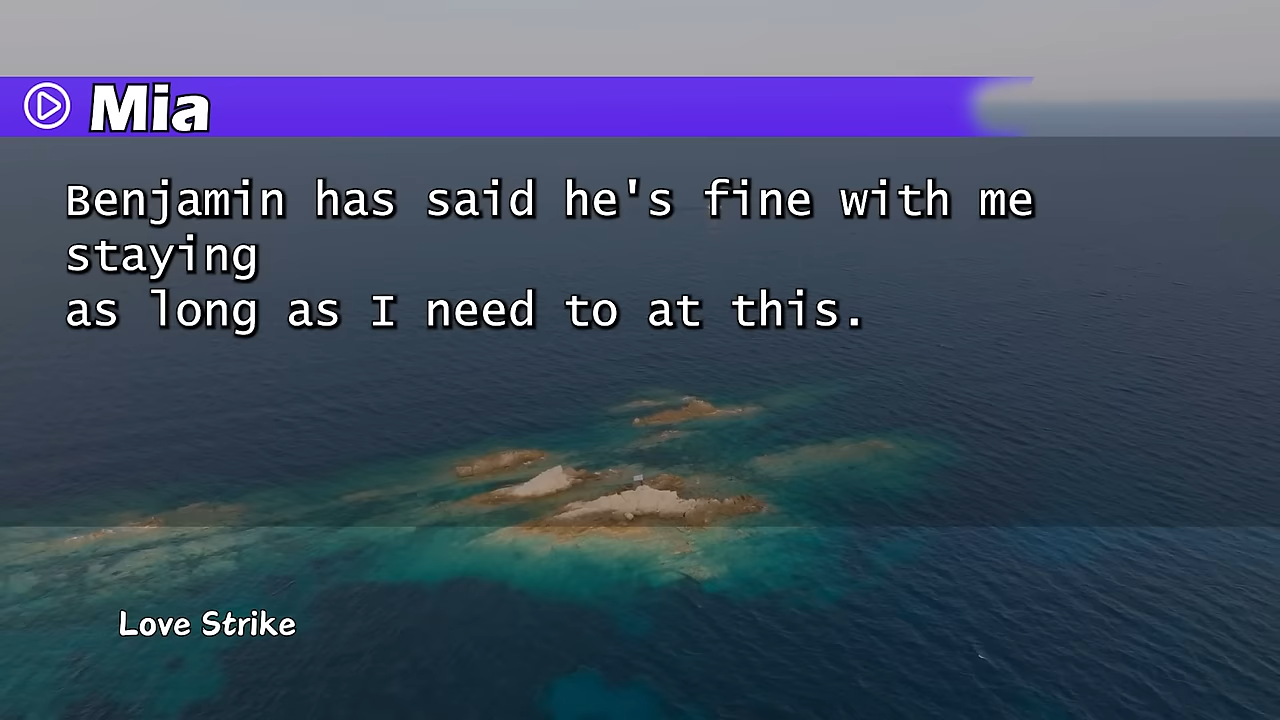 Mia
Benjamin has said he's fine with me
staying
as long as I need to at this.
Love Strike